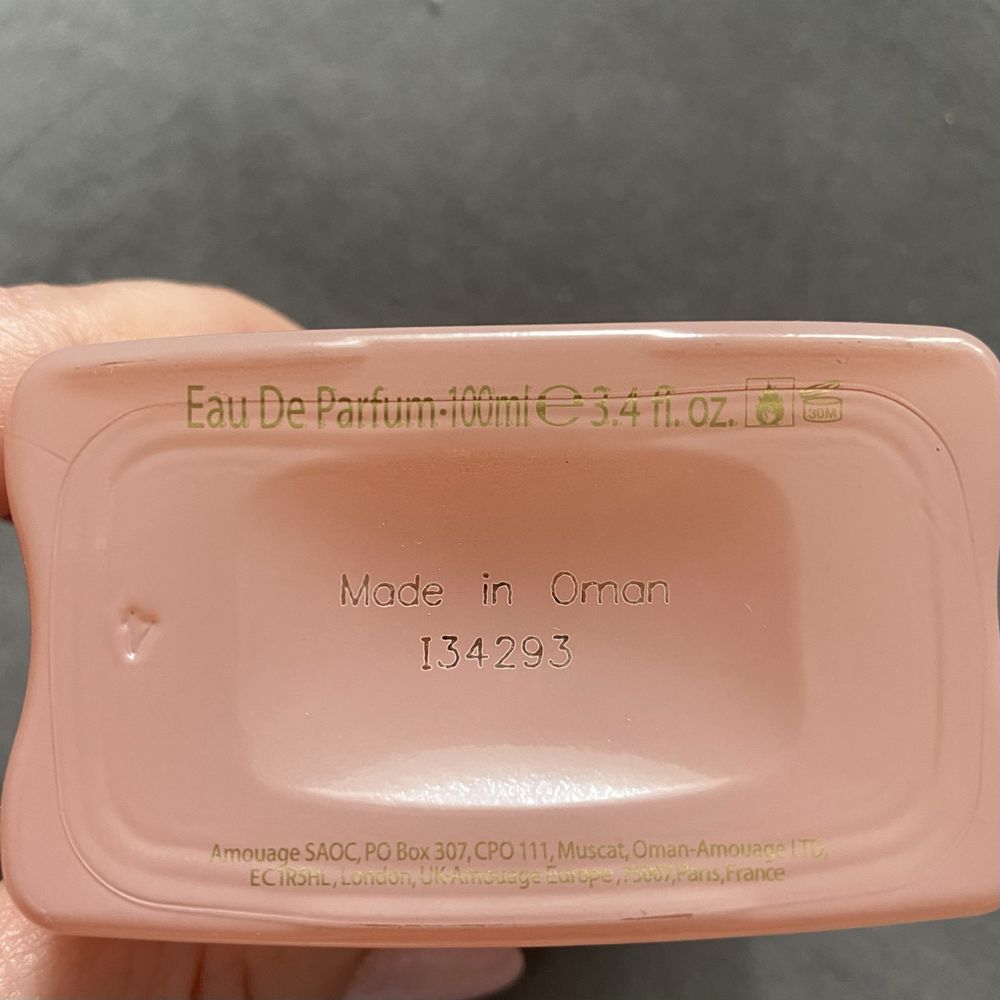 Eau De Parfum·100ml ℮ 3.4 fl. oz. 30M
Made in Oman
I34293
Amouage SAOC, PO Box 307, CPO 111, Muscat, Oman-Amouage LTD,
EC1R5HL, London, UK-Amouage Europe, 75007, Paris, France